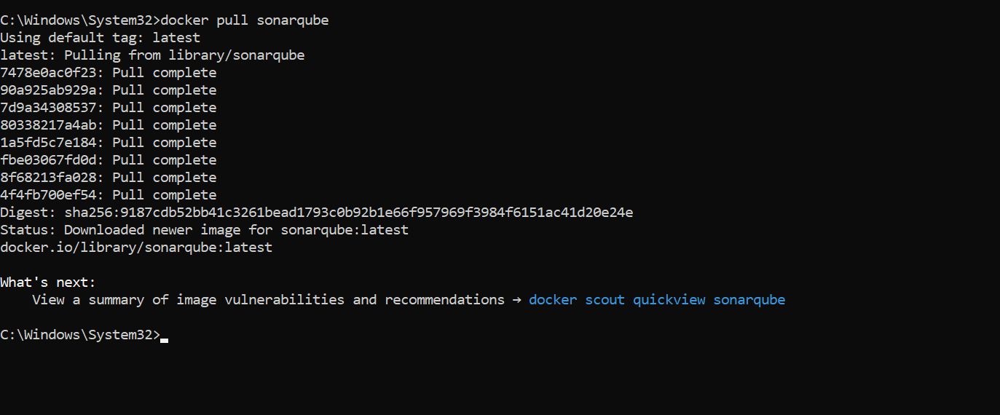 C:\Windows\System32>docker pull sonarqube
Using default tag: latest
latest: Pulling from library/sonarqube
7478e0ac0f23: Pull complete
90a925ab929a: Pull complete
7d9a34308537: Pull complete
80338217a4ab: Pull complete
1a5fd5c7e184: Pull complete
fbe03067fd0d: Pull complete
8f68213fa028: Pull complete
4f4fb700ef54: Pull complete
Digest: sha256:9187cdb52bb41c3261bead1793c0b92b1e66f957969f3984f6151ac41d20e24e
Status: Downloaded newer image for sonarqube:latest
docker.io/library/sonarqube:latest
What's next:
    View a summary of image vulnerabilities and recommendations → docker scout quickview sonarqube
C:\Windows\System32>